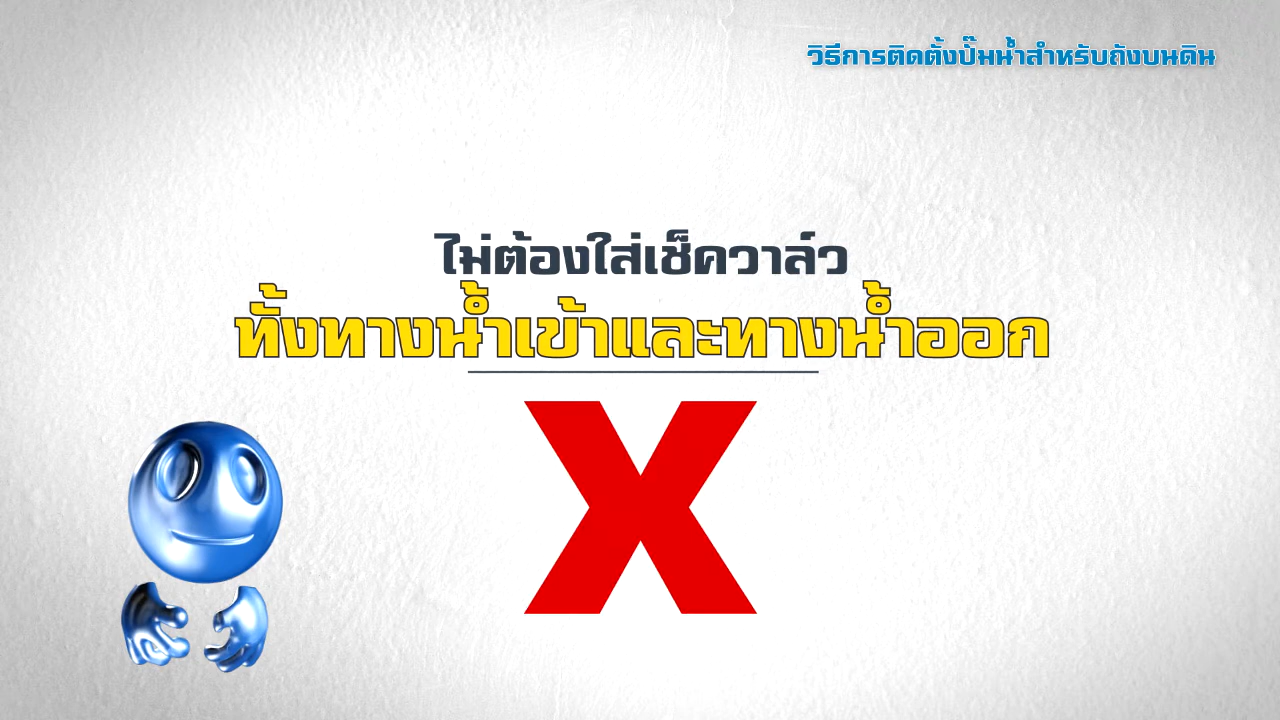 วิธีการติดตั้งปั๊มน้ำสำหรับถังบนดิน
ไม่ต้องใส่เช็ควาล์ว
ทั้งทางน้ำเข้าและทางน้ำออก
X